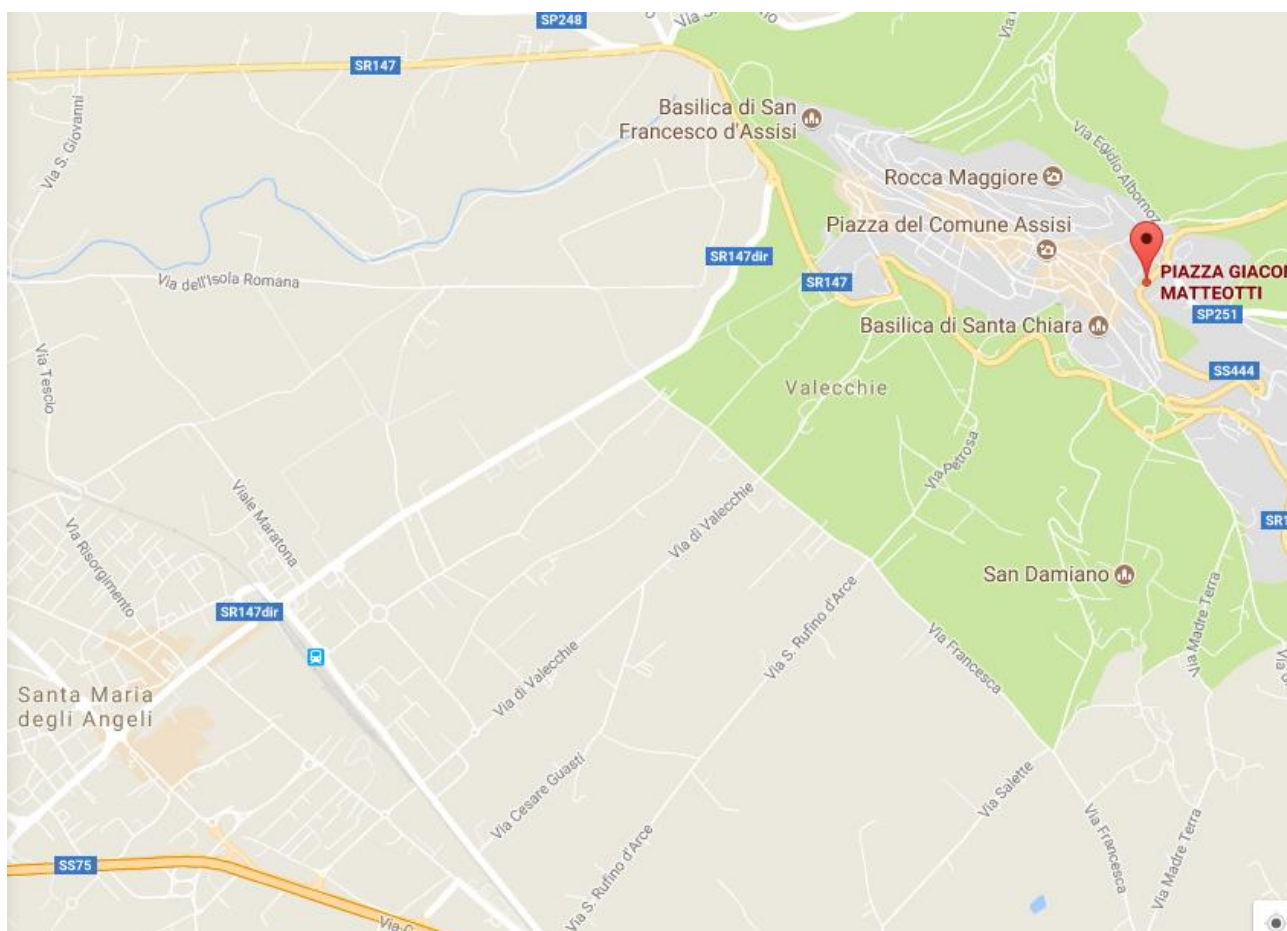 SP248
SR147
Basilica di San
Francesco d'Assisi
Via S. Giovanni
Via Egidio Albornoz
Rocca Maggiore
Piazza del Comune Assisi
SR147dir
Via dell'Isola Romana
SR147
PIAZZA GIACO
MATTEOTTI
SP251
Basilica di Santa Chiara
Via Tescio
SS444
Valecchie
Via Petrosa
Viale Maratona
Via di Valecchie
Via Risorgimento
SR1
San Damiano
SR147dir
Via S. Rufino d'Arce
Via Madre Terra
Via Francesca
Via di Valecchie
Santa Maria
degli Angeli
Via Cesare Guasti
Via Salette
Via Francesca
Via Madre Terra
SS75
Via S. Rufino d'Arce